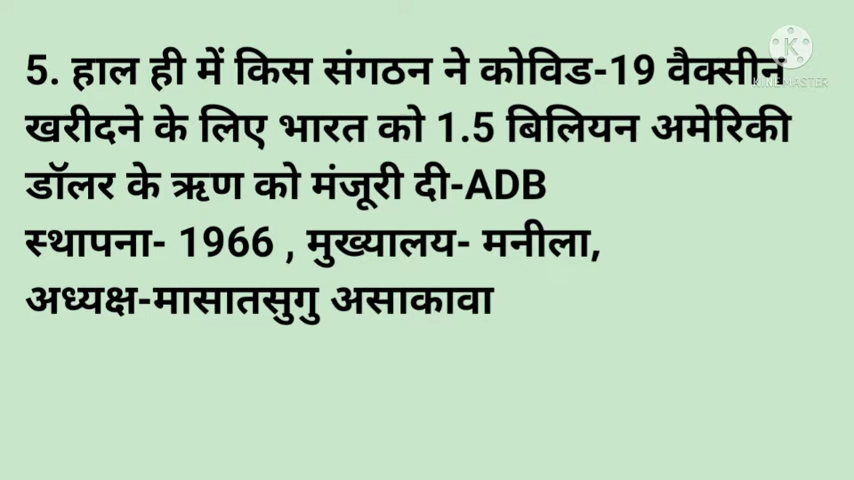 5. हाल ही में किस संगठन ने कोविड-19 वैक्सीन
खरीदने के लिए भारत को 1.5 बिलियन अमेरिकी
डॉलर के ऋण को मंजूरी दी-ADB
स्थापना- 1966 , मुख्यालय- मनीला,
अध्यक्ष-मासातसुगु असाकावा
K
KINEMASTER